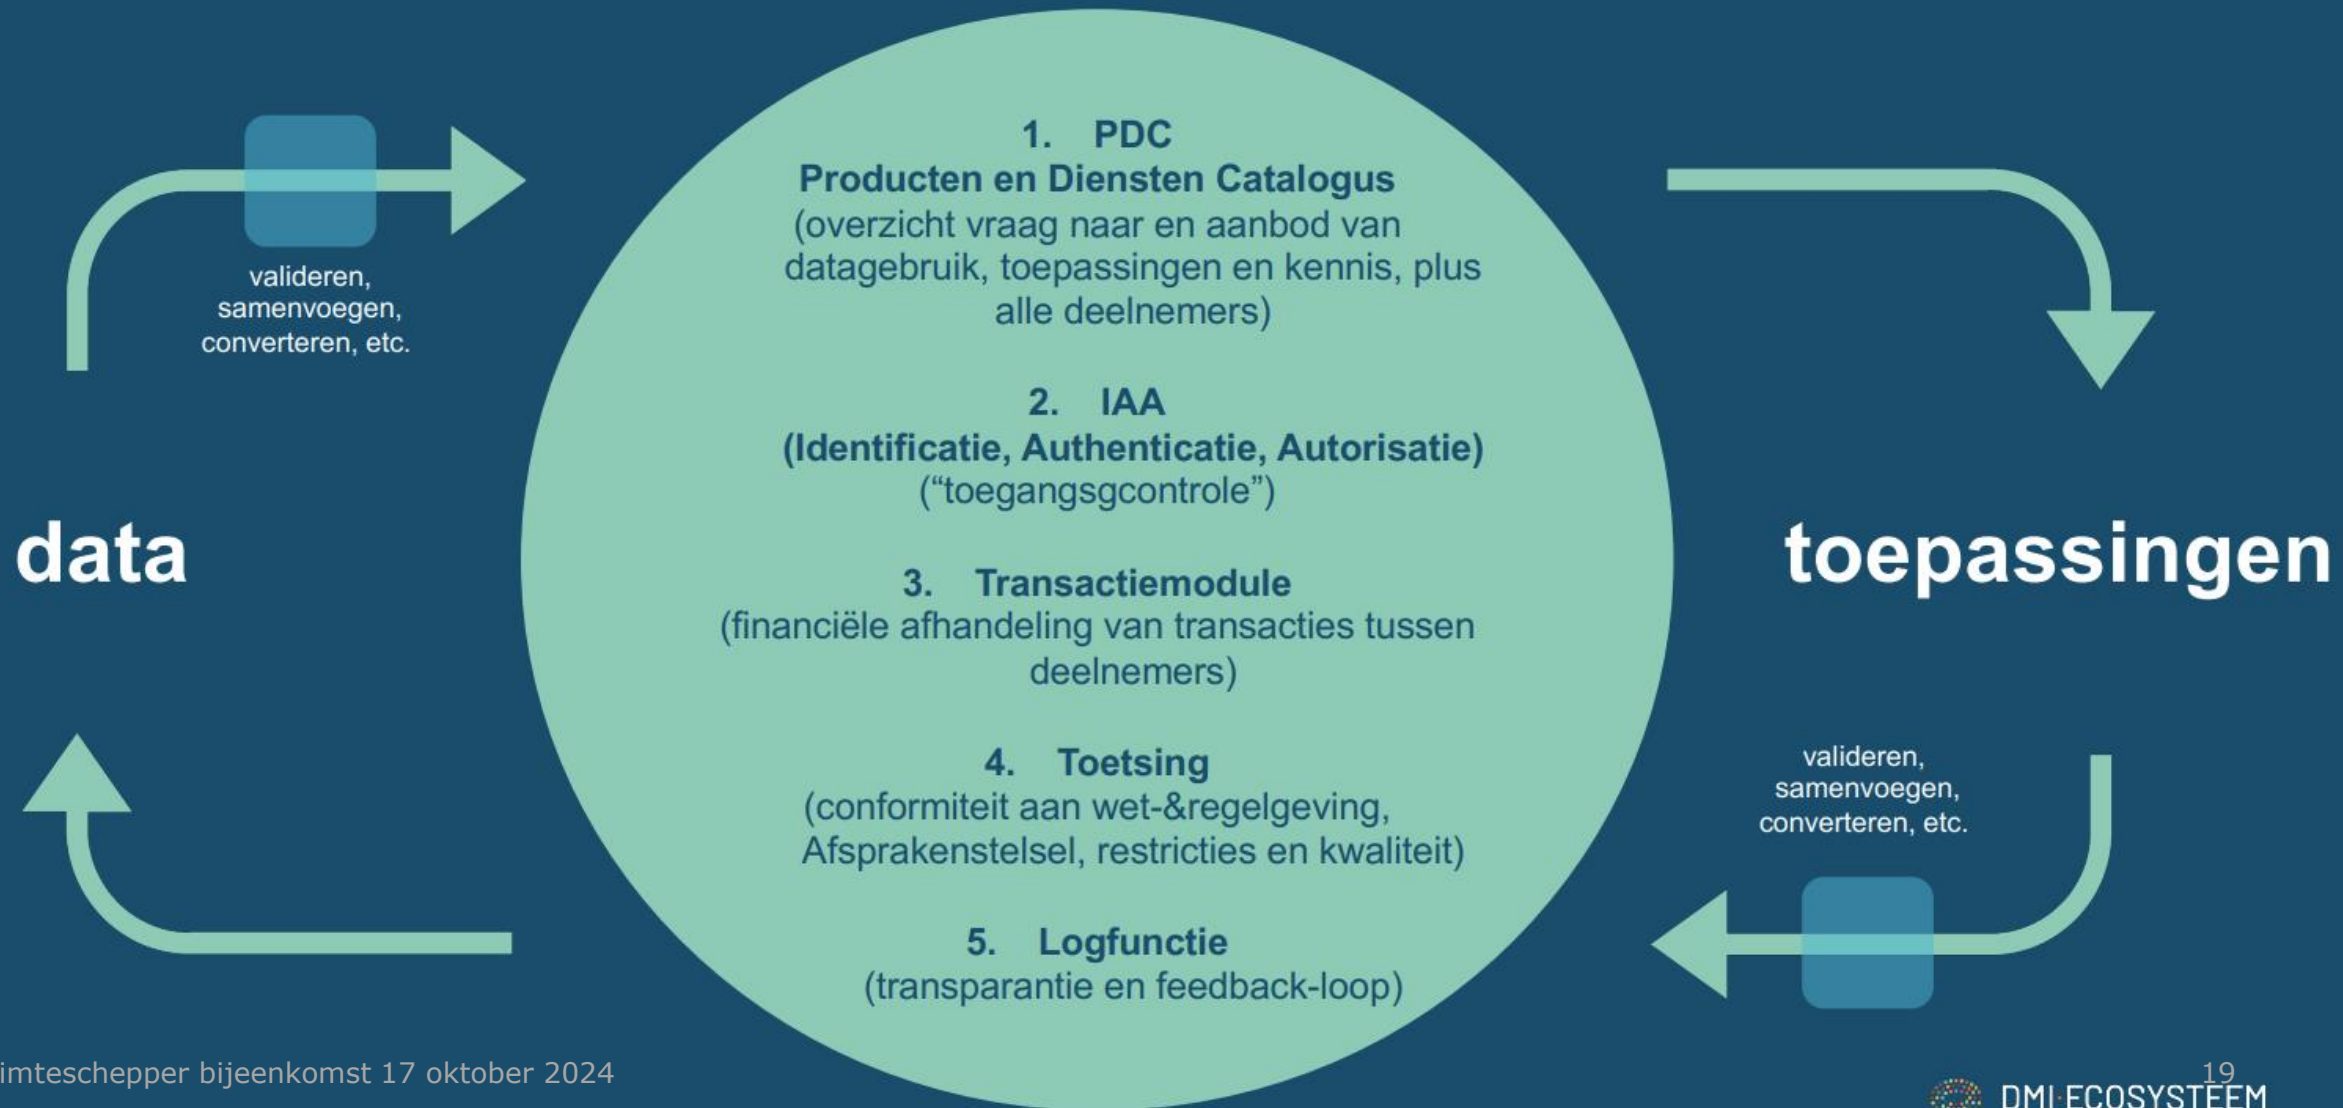 valideren,
samenvoegen,
converteren, etc.
data
1. PDC
Producten en Diensten Catalogus
(overzicht vraag naar en aanbod van
datagebruik, toepassingen en kennis, plus
alle deelnemers)
2. IAA
(Identificatie, Authenticatie, Autorisatie)
(“toegangsgcontrole”)
3. Transactiemodule
(financiële afhandeling van transacties tussen
deelnemers)
4. Toetsing
(conformiteit aan wet-&regelgeving,
Afsprakenstelsel, restricties en kwaliteit)
5. Logfunctie
(transparantie en feedback-loop)
toepassingen
valideren,
samenvoegen,
converteren, etc.
imteschepper bijeenkomst 17 oktober 2024
19
DMI·ECOSYSTEEM